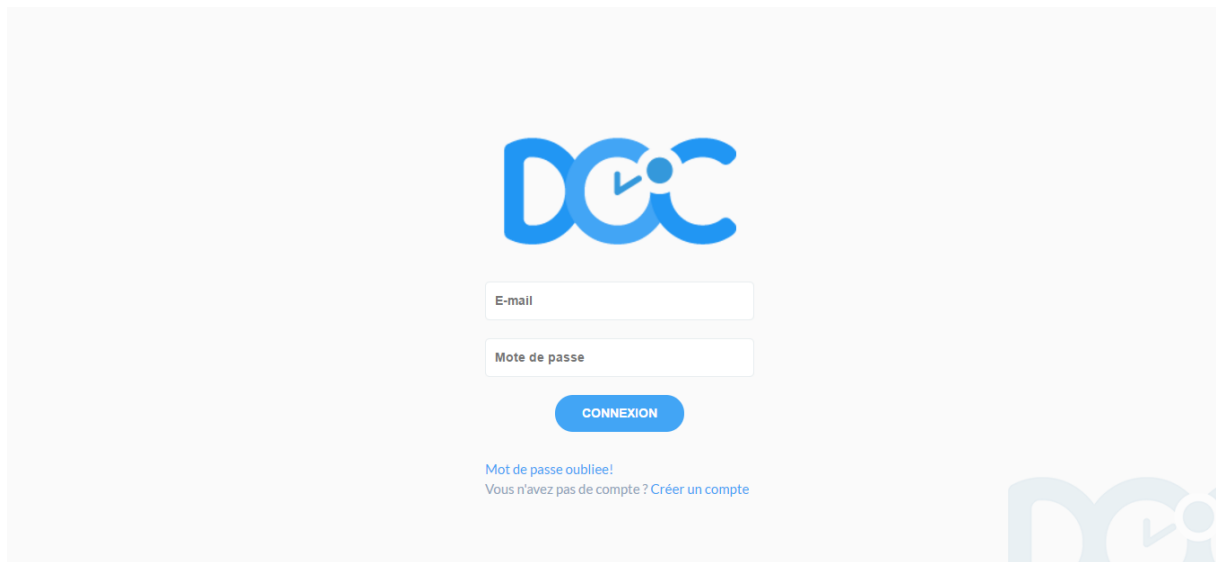 DOC
E-mail
Mote de passe
CONNEXION
Mot de passe oubliee!
Vous n'avez pas de compte ? Créer un compte